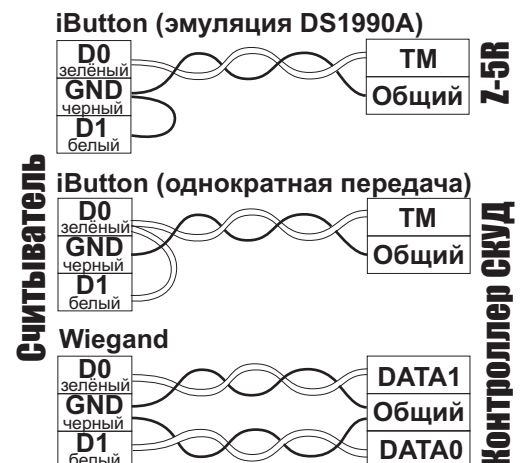 iButton (эмуляция DS1990A)
D0
зелёный
GND
черный
D1
белый
TM
Общий
Z-5R
Считыватель
iButton (однократная передача)
D0
зелёный
GND
черный
D1
белый
TM
Общий
Контроллер СКУД
Wiegand
D0
зелёный
GND
черный
D1
белый
DATA1
Общий
DATA0